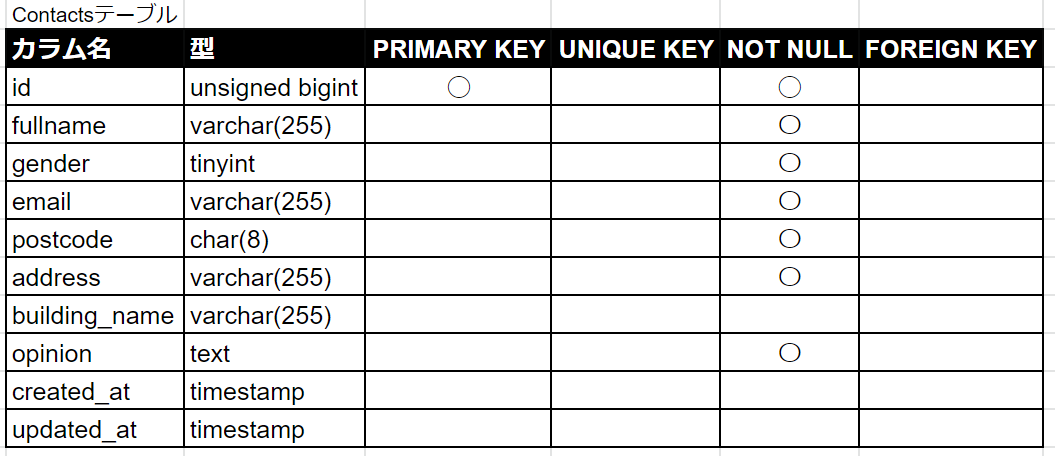 Contactsテーブル
カラム名 型 PRIMARY KEY UNIQUE KEY NOT NULL FOREIGN KEY
id unsigned bigint ○ ○
fullname varchar(255) ○
gender tinyint ○
email varchar(255) ○
postcode char(8) ○
address varchar(255) ○
building_name varchar(255)
opinion text ○
created_at timestamp
updated_at timestamp